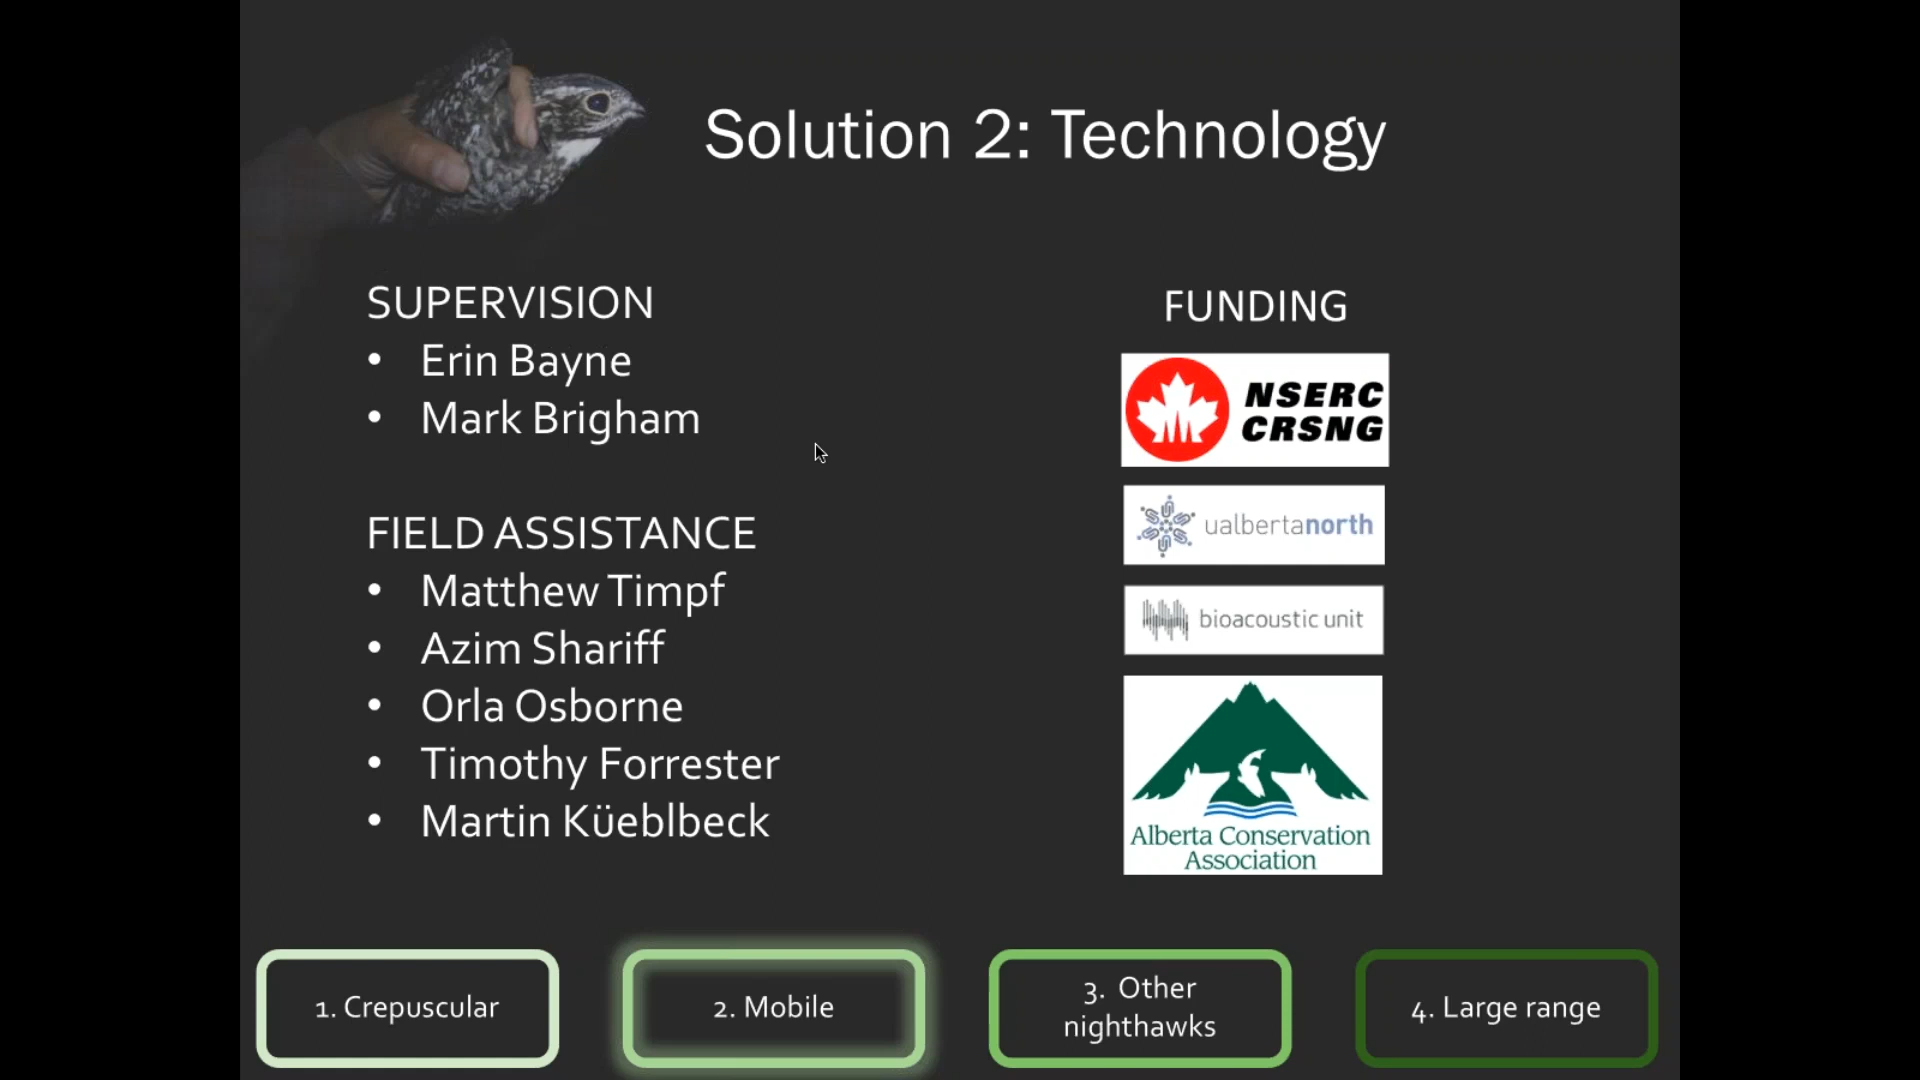 Solution 2: Technology
SUPERVISION
• Erin Bayne
• Mark Brigham
FIELD ASSISTANCE
• Matthew Timpf
• Azim Shariff
• Orla Osborne
• Timothy Forrester
• Martin Küeblbeck
FUNDING
NSERC
CRSNG
ualbertanorth
bioacoustic unit
Alberta Conservation
Association
1. Crepuscular
2. Mobile
3. Other
nighthawks
4. Large range